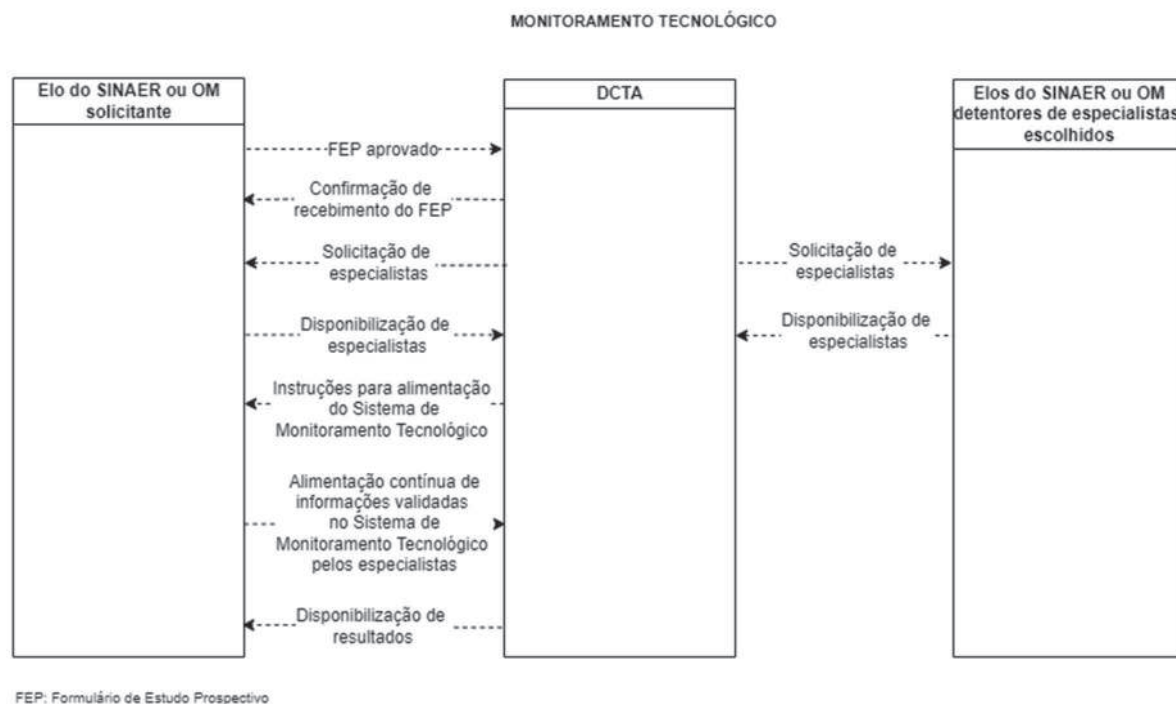 MONITORAMENTO TECNOLÓGICO
Elo do SINAER ou OM
solicitante
DCTA
Elos do SINAER ou OM
detentores de especialistas
escolhidos
FEP aprovado
Confirmação de
recebimento do FEP
Solicitação de
especialistas
Solicitação de
especialistas
Disponibilização de
especialistas
Disponibilização de
especialistas
Instruções para alimentação
do Sistema de
Monitoramento Tecnológico
Alimentação contínua de
informações validadas
no Sistema de
Monitoramento Tecnológico
pelos especialistas
Disponibilização de
resultados
FEP: Formulário de Estudo Prospectivo